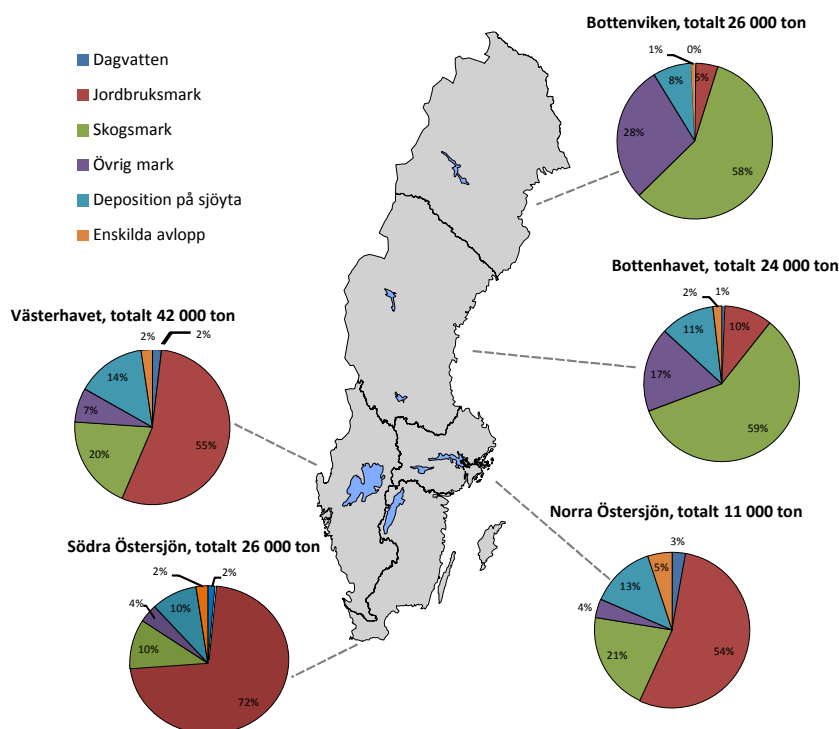 Bottenviken, totalt 26 000 ton
1% 0%
5%
8%
28%
58%
Dagvatten
Jordbruksmark
Skogsmark
Övrig mark
Deposition på sjöyta
Enskilda avlopp
Bottenhavet, totalt 24 000 ton
2% 1%
10%
11%
17%
59%
Västerhavet, totalt 42 000 ton
2% 2%
14%
7%
55%
20%
Norra Östersjön, totalt 11 000 ton
3%
5%
13%
4%
54%
21%
Södra Östersjön, totalt 26 000 ton
2% 2%
4%
10%
10%
72%